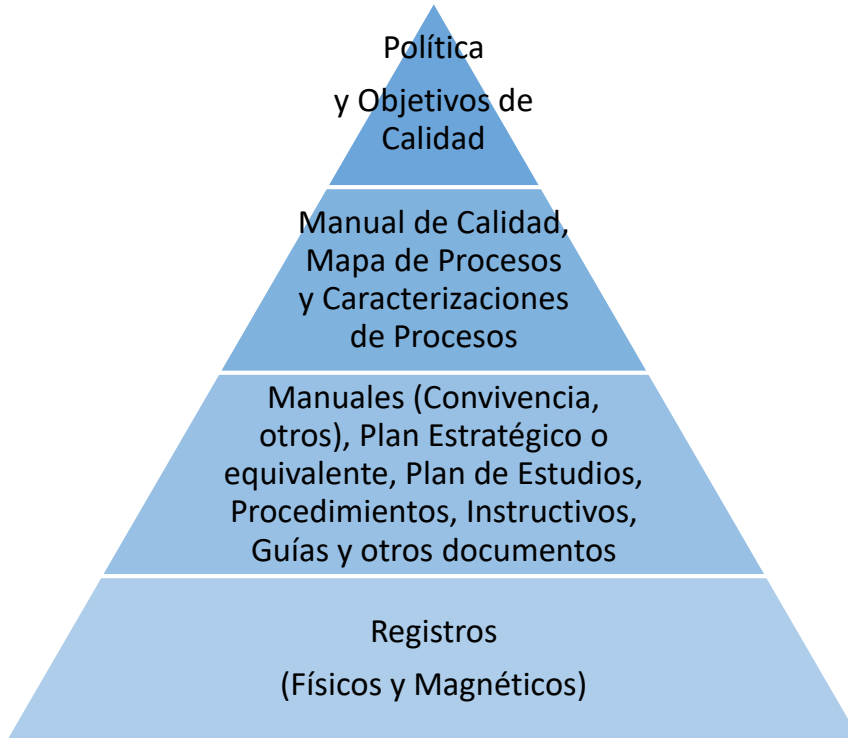 Política
y Objetivos de
Calidad
Manual de Calidad,
Mapa de Procesos
y Caracterizaciones
de Procesos
Manuales (Convivencia,
otros), Plan Estratégico o
equivalente, Plan de Estudios,
Procedimientos, Instructivos,
Guías y otros documentos
Registros
(Físicos y Magnéticos)